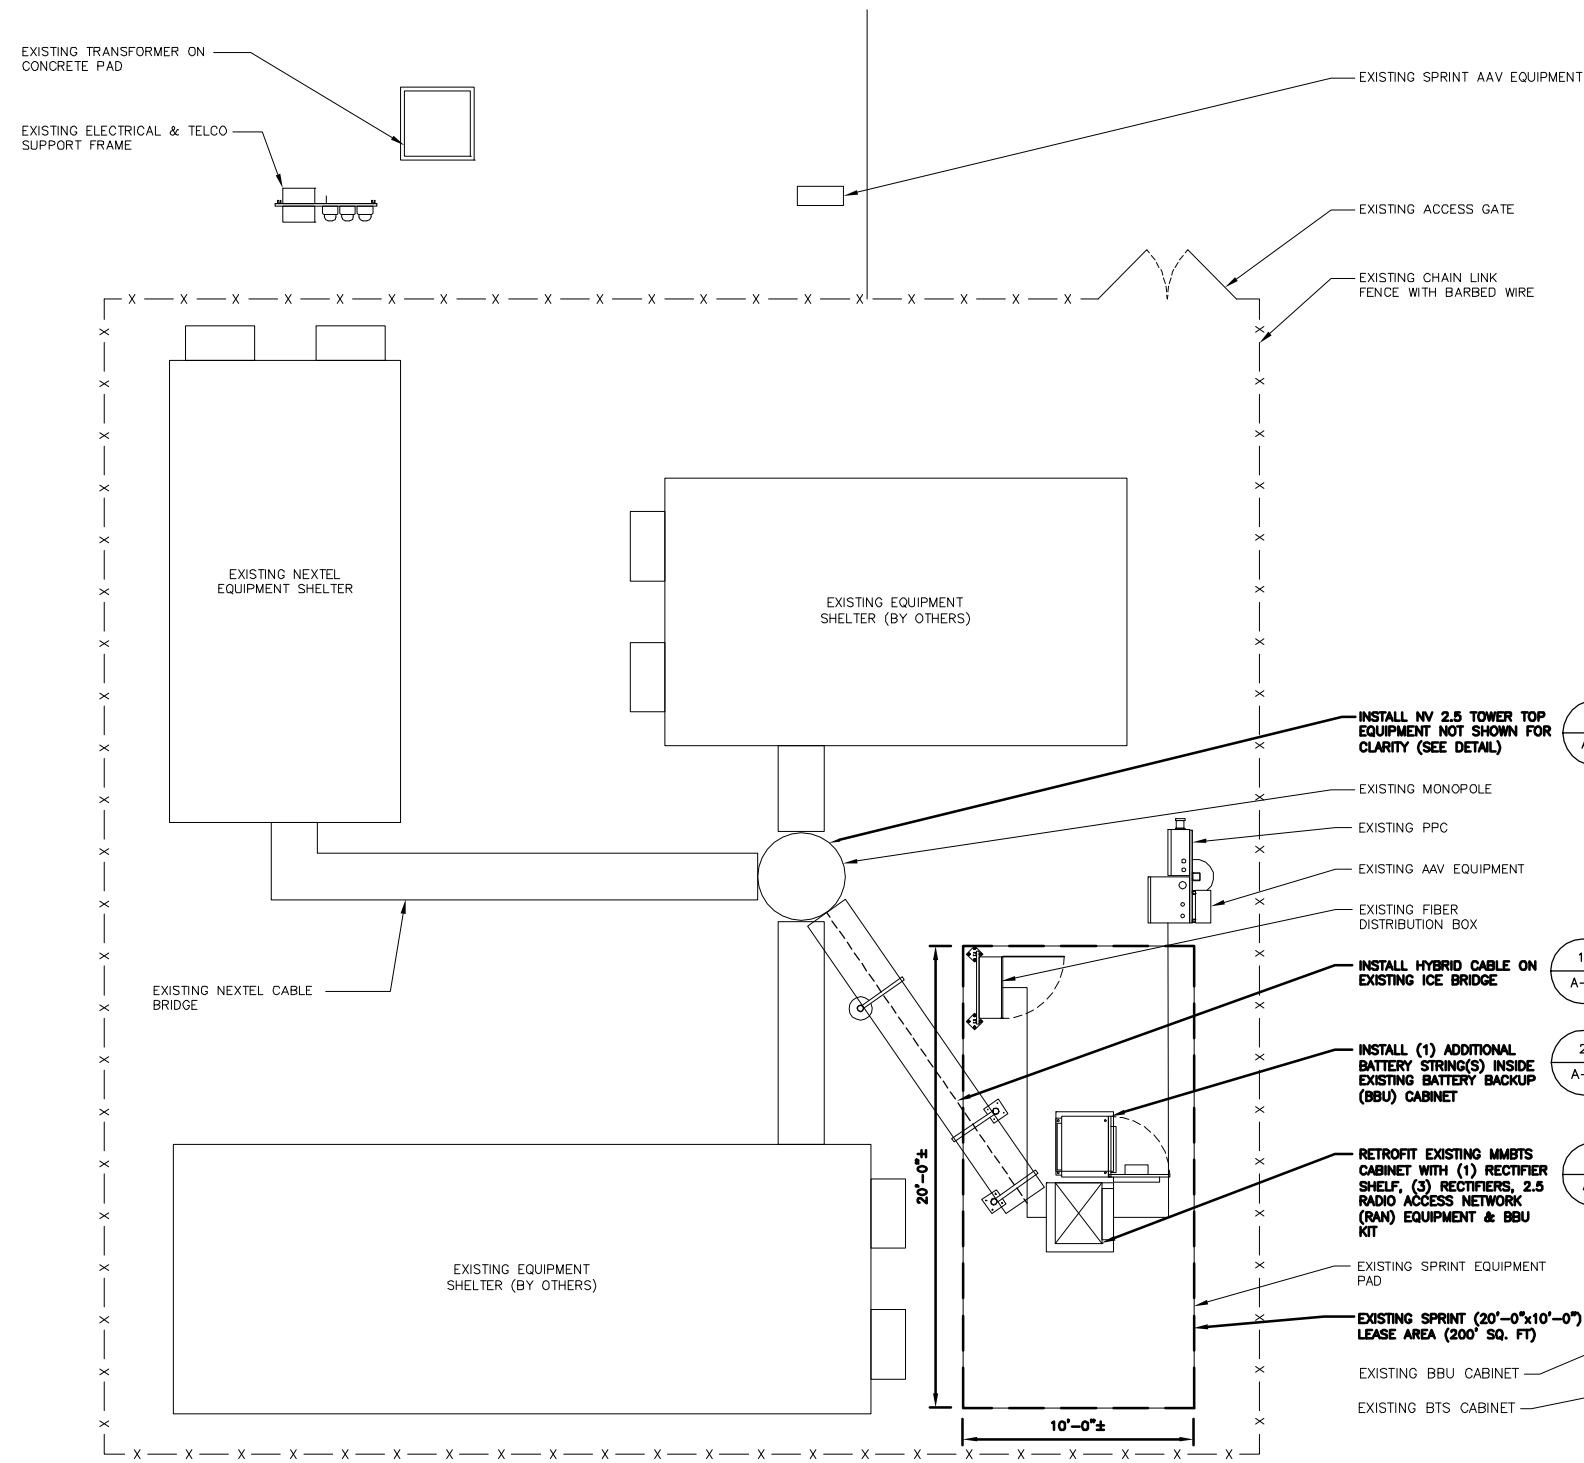 EXISTING TRANSFORMER ON
CONCRETE PAD
EXISTING ELECTRICAL & TELCO
SUPPORT FRAME
EXISTING SPRINT AAV EQUIPMENT
EXISTING ACCESS GATE
EXISTING CHAIN LINK
FENCE WITH BARBED WIRE
EXISTING NEXTEL
EQUIPMENT SHELTER
EXISTING EQUIPMENT
SHELTER (BY OTHERS)
INSTALL NV 2.5 TOWER TOP
EQUIPMENT NOT SHOWN FOR
CLARITY (SEE DETAIL)
EXISTING MONOPOLE
EXISTING PPC
EXISTING AAV EQUIPMENT
EXISTING FIBER
DISTRIBUTION BOX
INSTALL HYBRID CABLE ON
EXISTING ICE BRIDGE
1
A-
EXISTING NEXTEL CABLE
BRIDGE
INSTALL (1) ADDITIONAL
BATTERY STRING(S) INSIDE
EXISTING BATTERY BACKUP
(BBU) CABINET
2
A-
RETROFIT EXISTING MMBTS
CABINET WITH (1) RECTIFIER
SHELF, (3) RECTIFIERS, 2.5
RADIO ACCESS NETWORK
(RAN) EQUIPMENT & BBU
KIT
20'-0"±
EXISTING EQUIPMENT
SHELTER (BY OTHERS)
EXISTING SPRINT EQUIPMENT
PAD
EXISTING SPRINT (20'-0"x10'-0")
LEASE AREA (200' SQ. FT)
EXISTING BBU CABINET
EXISTING BTS CABINET
10'-0"±